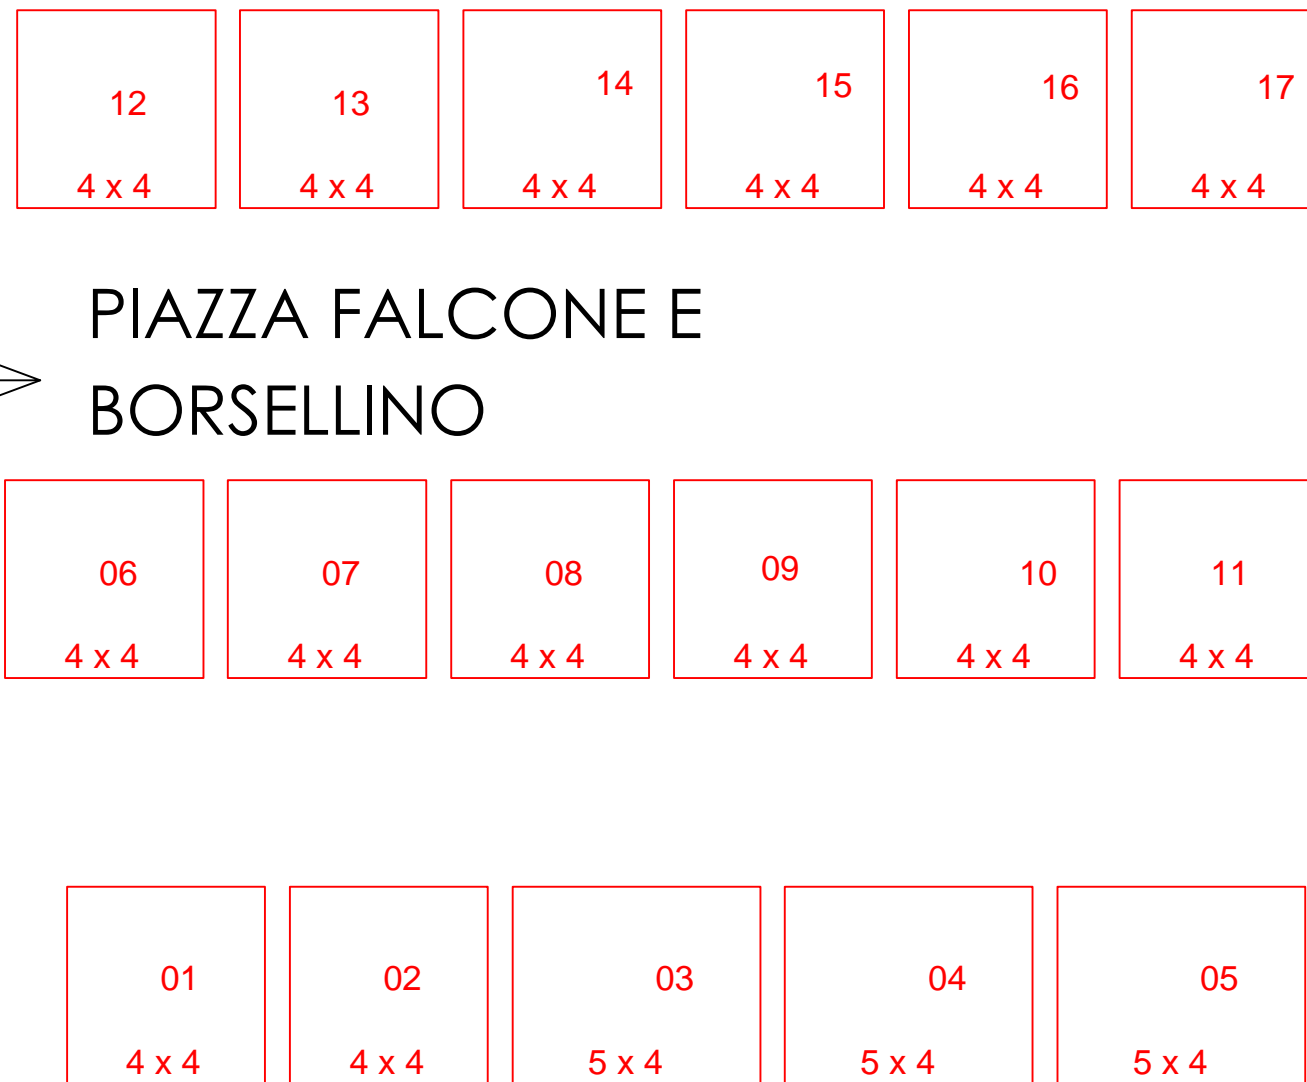 12 13 14 15 16 17
4 x 4 4 x 4 4 x 4 4 x 4 4 x 4 4 x 4
PIAZZA FALCONE E
BORSELLINO
06 07 08 09 10 11
4 x 4 4 x 4 4 x 4 4 x 4 4 x 4 4 x 4
01 02 03 04 05
4 x 4 4 x 4 5 x 4 5 x 4 5 x 4